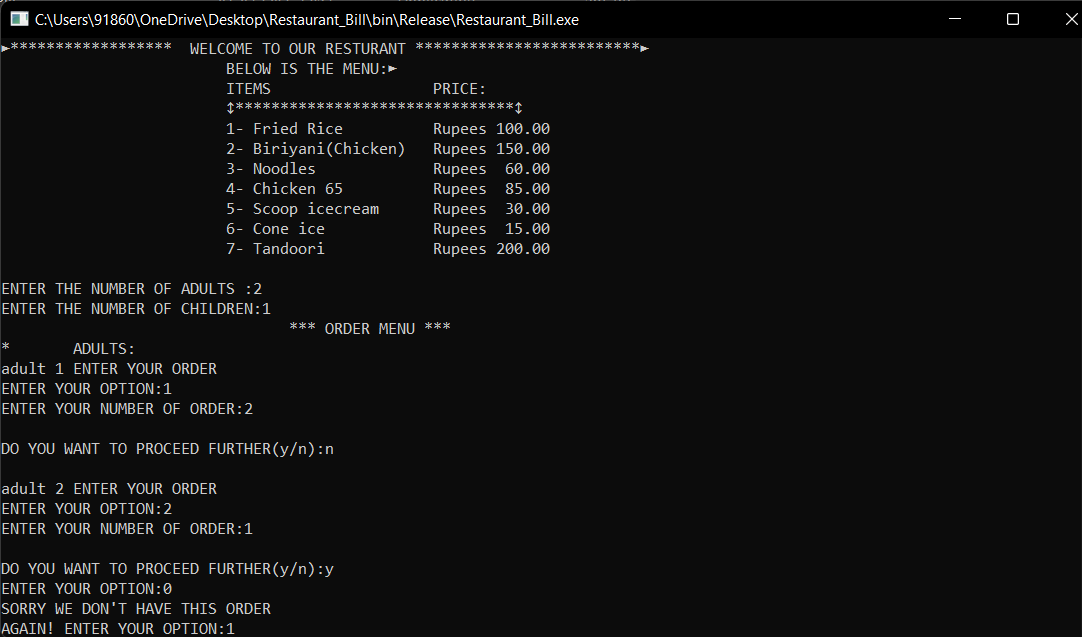 C:\Users\91860\OneDrive\Desktop\Restaurant_Bill\bin\Release\Restaurant_Bill.exe
►****************** WELCOME TO OUR RESTURANT *************************►
BELOW IS THE MENU:►
ITEMS PRICE:
↕*******************************↕
1- Fried Rice Rupees 100.00
2- Biriyani(Chicken) Rupees 150.00
3- Noodles Rupees 60.00
4- Chicken 65 Rupees 85.00
5- Scoop icecream Rupees 30.00
6- Cone ice Rupees 15.00
7- Tandoori Rupees 200.00
ENTER THE NUMBER OF ADULTS :2
ENTER THE NUMBER OF CHILDREN:1
*** ORDER MENU ***
* ADULTS:
adult 1 ENTER YOUR ORDER
ENTER YOUR OPTION:1
ENTER YOUR NUMBER OF ORDER:2
DO YOU WANT TO PROCEED FURTHER(y/n):n
adult 2 ENTER YOUR ORDER
ENTER YOUR OPTION:2
ENTER YOUR NUMBER OF ORDER:1
DO YOU WANT TO PROCEED FURTHER(y/n):y
ENTER YOUR OPTION:0
SORRY WE DON'T HAVE THIS ORDER
AGAIN! ENTER YOUR OPTION:1